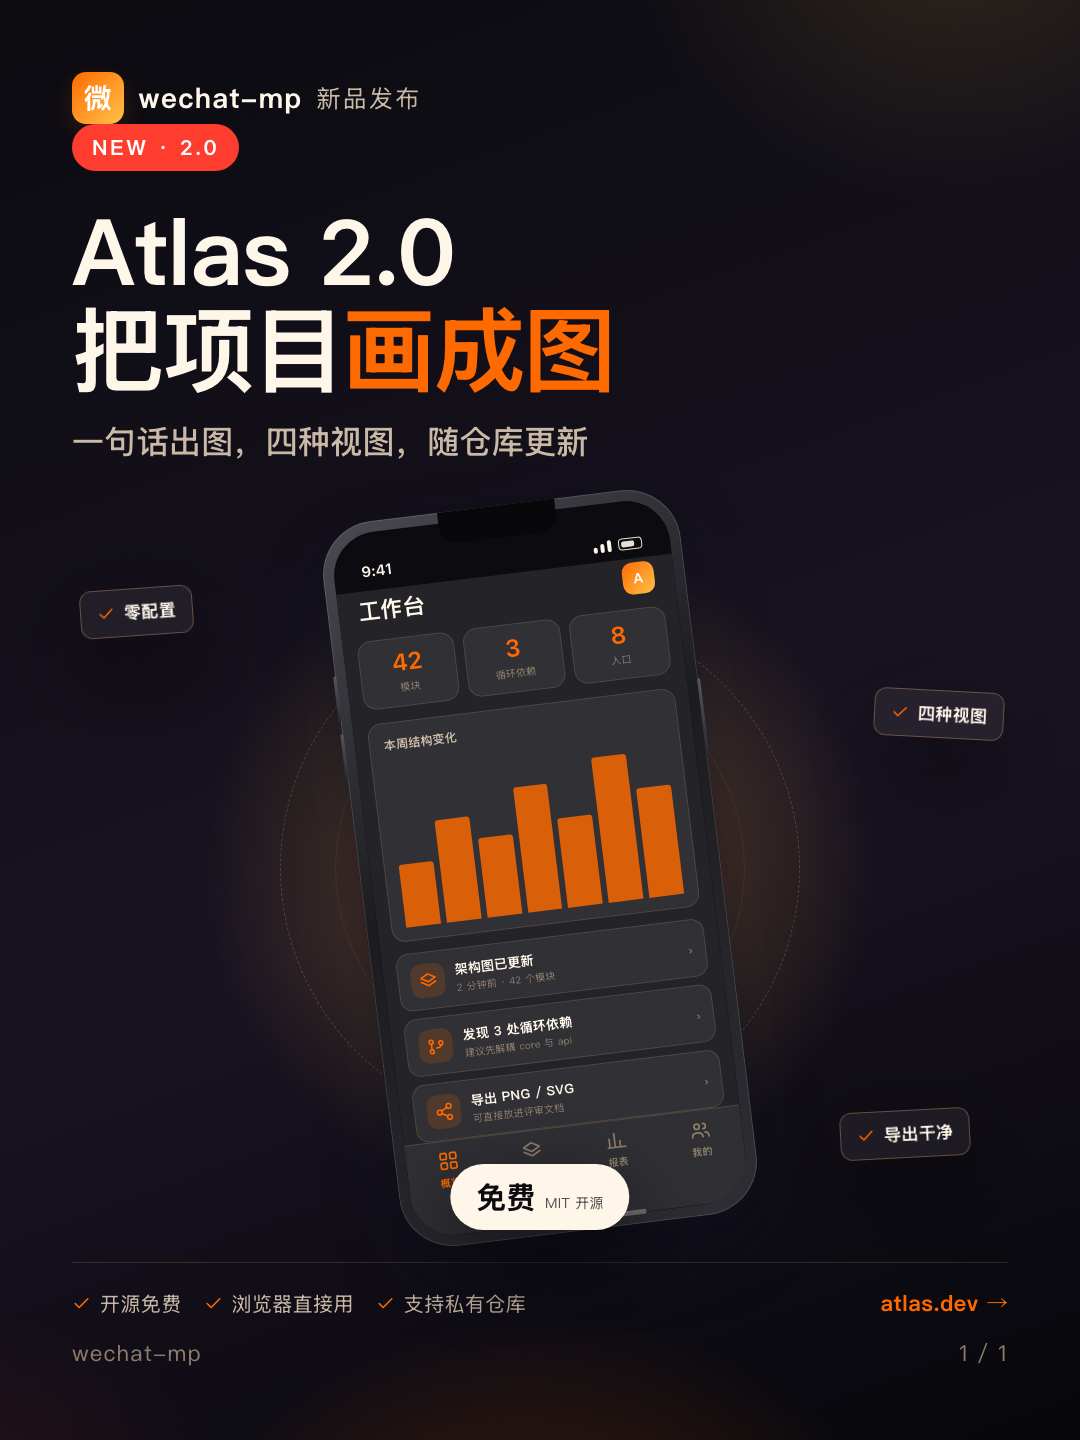 微 wechat-mp 新品发布
NEW · 2.0
Atlas 2.0
把项目画成图
一句话出图，四种视图，随仓库更新
9:41
工作台
A
42
模块
3
循环依赖
8
入口
本周结构变化
零配置
四种视图
架构图已更新
2 分钟前 · 42 个模块
›
发现 3 处循环依赖
建议先解耦 core 与 api
›
导出 PNG / SVG
可直接放进评审文档
›
导出干净
报表
我的
免费 MIT 开源
开源免费 浏览器直接用 支持私有仓库
atlas.dev →
wechat-mp
1 / 1